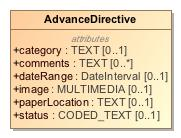 AdvanceDirective
attributes
+category : TEXT [0..1]
+comments : TEXT [0..*]
+dateRange : DateInterval [0..1]
+image : MULTIMEDIA [0..1]
+paperLocation : TEXT [0..1]
+status : CODED_TEXT [0..1]